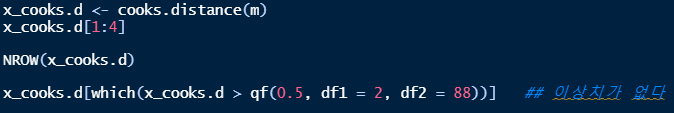 x_cooks.d <- cooks.distance(m)
x_cooks.d[1:4]
NROW(x_cooks.d)
x_cooks.d[which(x_cooks.d > qf(0.5, df1 = 2, df2 = 88))]   ## 이상치가 없다